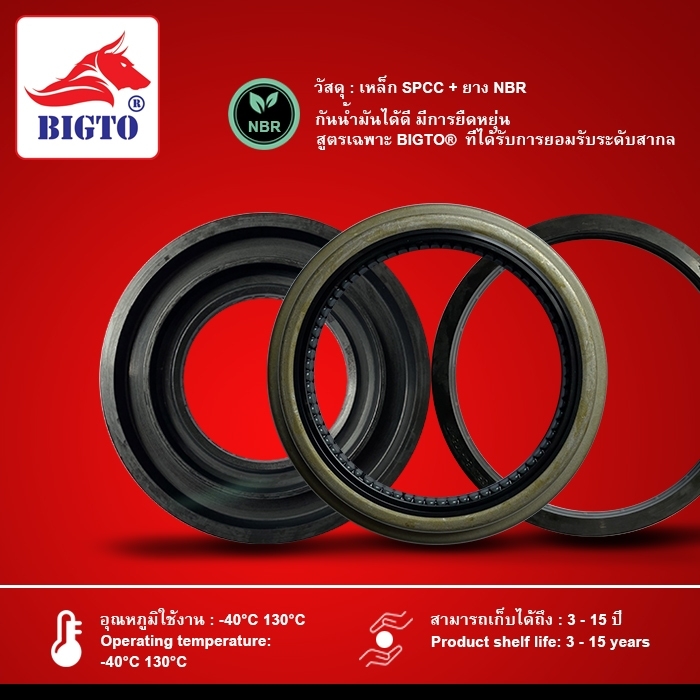 BIGTO®
NBR
วัสดุ : เหล็ก SPCC + ยาง NBR
กันน้ำมันได้ดี มีการยืดหยุ่น
สูตรเฉพาะ BIGTO® ที่ได้รับการยอมรับระดับสากล
อุณหภูมิใช้งาน : -40°C 130°C
Operating temperature:
-40°C 130°C
สามารถเก็บได้ถึง : 3 - 15 ปี
Product shelf life: 3 - 15 years